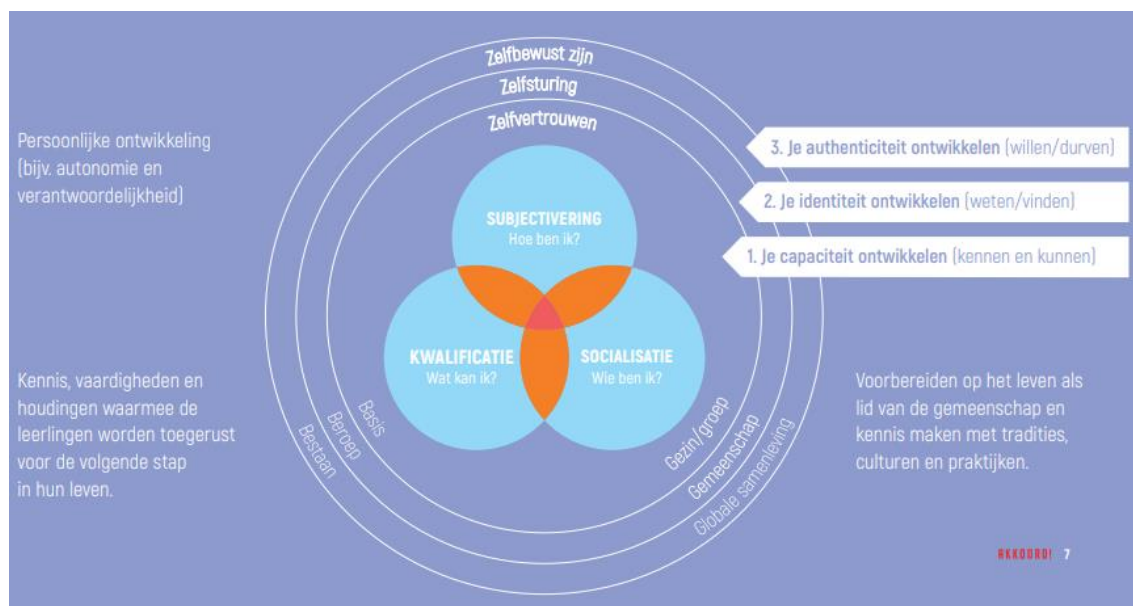 Zelfbewust zijn
Zelfsturing
Zelfvertrouwen
Persoonlijke ontwikkeling
(bijv. autonomie en
verantwoordelijkheid)
3. Je authenticiteit ontwikkelen (willen/durven)
2. Je identiteit ontwikkelen (weten/vinden)
1. Je capaciteit ontwikkelen (kennen en kunnen)
SUBJECTIVERING
Hoe ben ik?
KWALIFICATIE
Wat kan ik?
SOCIALISATIE
Wie ben ik?
Kennis, vaardigheden en
houdingen waarmee de
leerlingen worden toegerust
voor de volgende stap
in hun leven.
Basis
Beroep
Bestaan
Gezin/groep
Gemeenschap
Globale samenleving
Voorbereiden op het leven als
lid van de gemeenschap en
kennis maken met tradities,
culturen en praktijken.
AKKOORD! 7